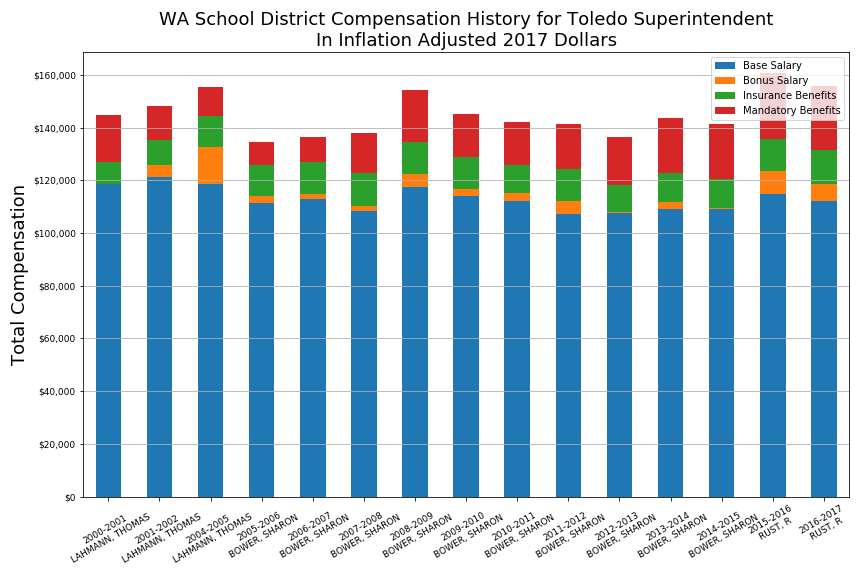 WA School District Compensation History for Toledo Superintendent
In Inflation Adjusted 2017 Dollars
Base Salary
Bonus Salary
Insurance Benefits
Mandatory Benefits
Total Compensation
$160,000
$140,000
$120,000
$100,000
$80,000
$60,000
$40,000
$20,000
$0
2000-2001
LAHMANN, THOMAS
2001-2002
LAHMANN, THOMAS
2004-2005
LAHMANN, THOMAS
2005-2006
BOWER, SHARON
2006-2007
BOWER, SHARON
2007-2008
BOWER, SHARON
2008-2009
BOWER, SHARON
2009-2010
BOWER, SHARON
2010-2011
BOWER, SHARON
2011-2012
BOWER, SHARON
2012-2013
BOWER, SHARON
2013-2014
BOWER, SHARON
2014-2015
BOWER, SHARON
2015-2016
RUST, R
2016-2017
RUST, R